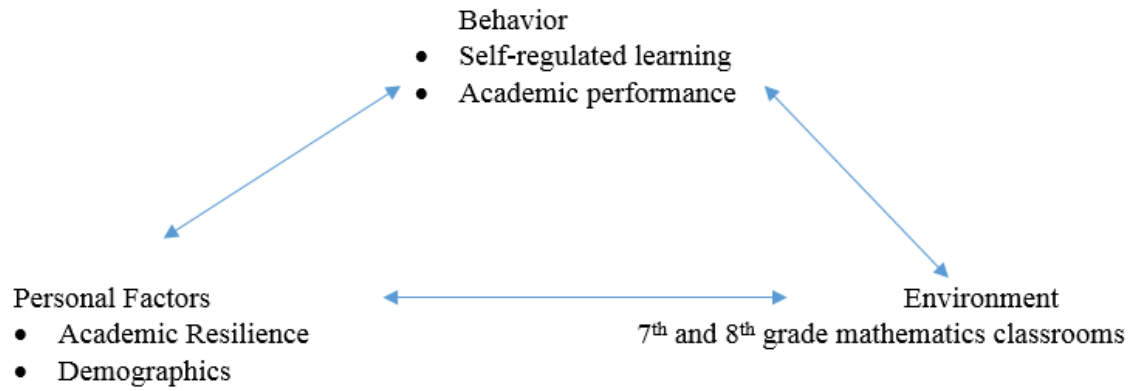 Behavior
• Self-regulated learning
• Academic performance
Personal Factors
• Academic Resilience
• Demographics
Environment
7th and 8th grade mathematics classrooms